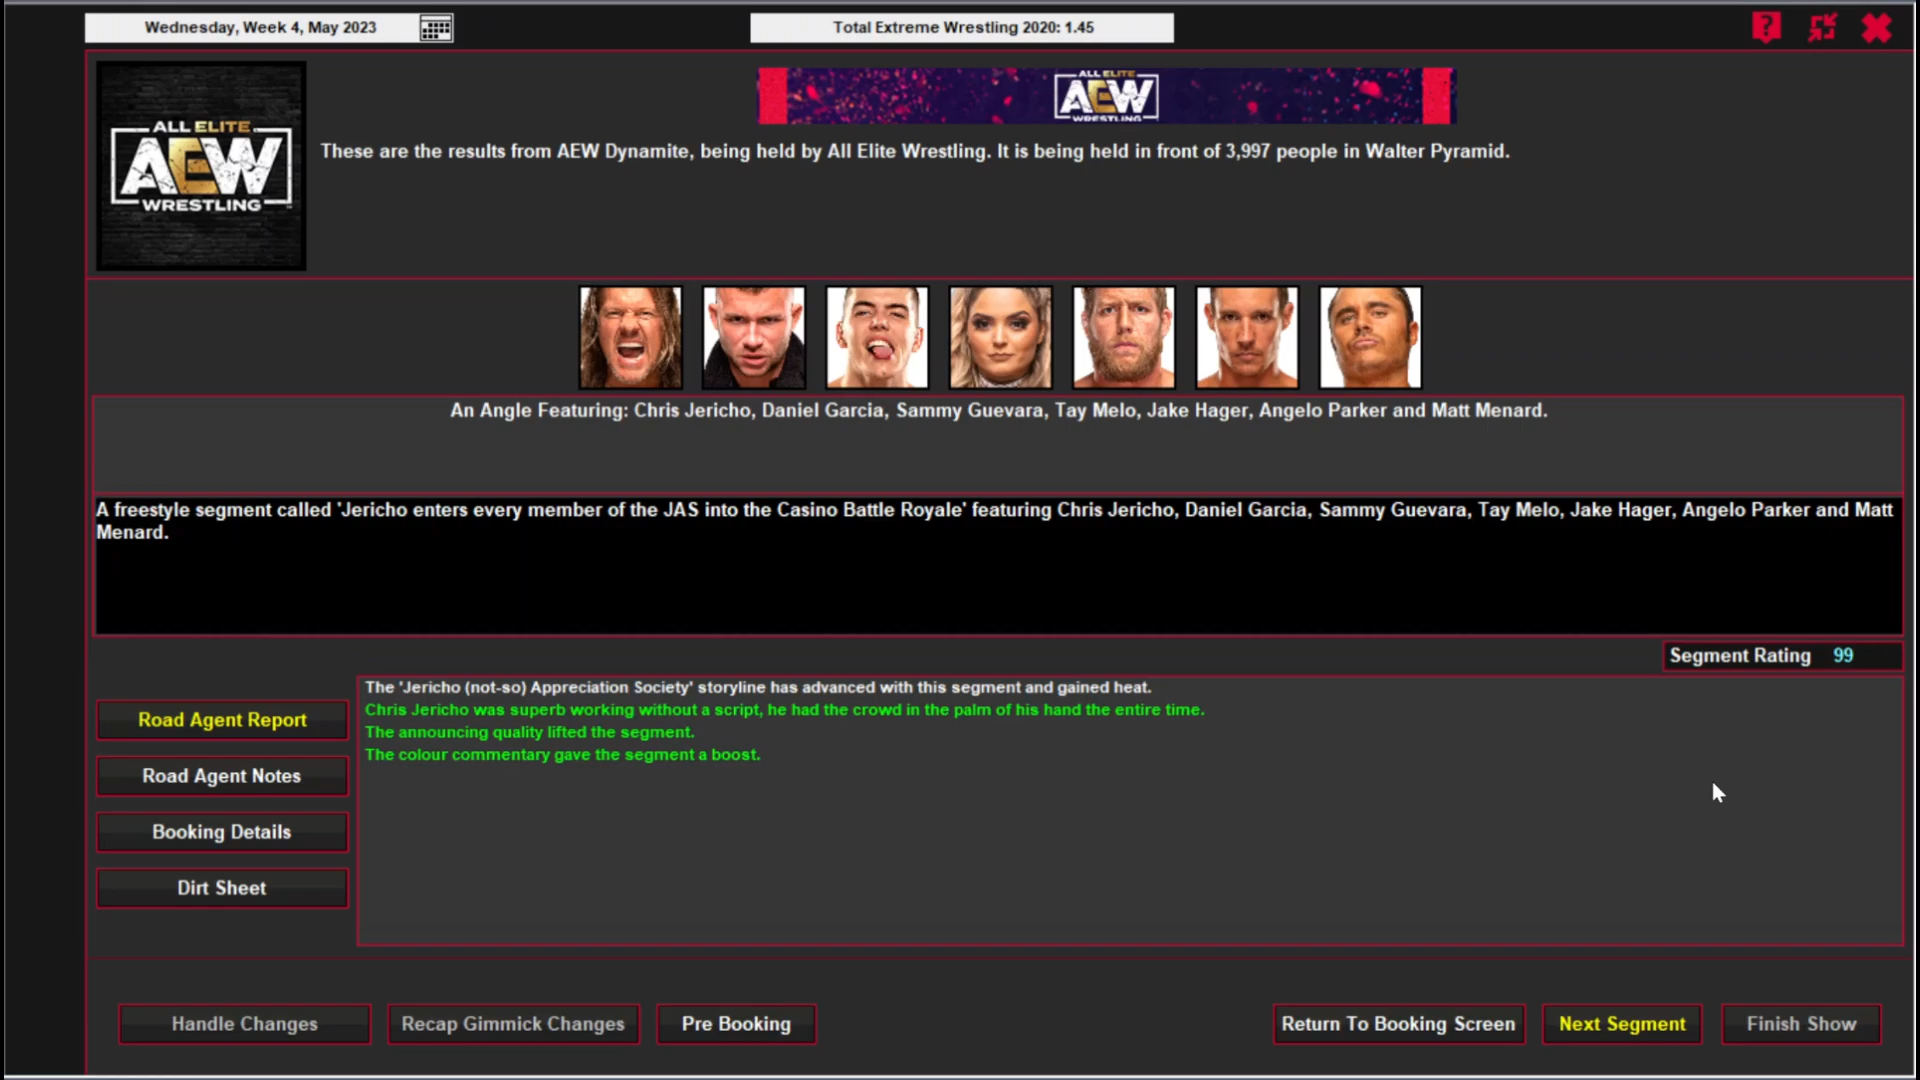 Wednesday, Week 4, May 2023
Total Extreme Wrestling 2020: 1.45
ALL ELITE
AEW
WRESTLING
ALL ELITE
AEW
WRESTLING
These are the results from AEW Dynamite, being held by All Elite Wrestling. It is being held in front of 3,997 people in Walter Pyramid.
An Angle Featuring: Chris Jericho, Daniel Garcia, Sammy Guevara, Tay Melo, Jake Hager, Angelo Parker and Matt Menard.
A freestyle segment called 'Jericho enters every member of the JAS into the Casino Battle Royale' featuring Chris Jericho, Daniel Garcia, Sammy Guevara, Tay Melo, Jake Hager, Angelo Parker and Matt
Menard.
Segment Rating 99
The 'Jericho (not-so) Appreciation Society' storyline has advanced with this segment and gained heat.
Chris Jericho was superb working without a script, he had the crowd in the palm of his hand the entire time.
The announcing quality lifted the segment.
The colour commentary gave the segment a boost.
Road Agent Report
Road Agent Notes
Booking Details
Dirt Sheet
Handle Changes
Recap Gimmick Changes
Pre Booking
Return To Booking Screen
Next Segment
Finish Show